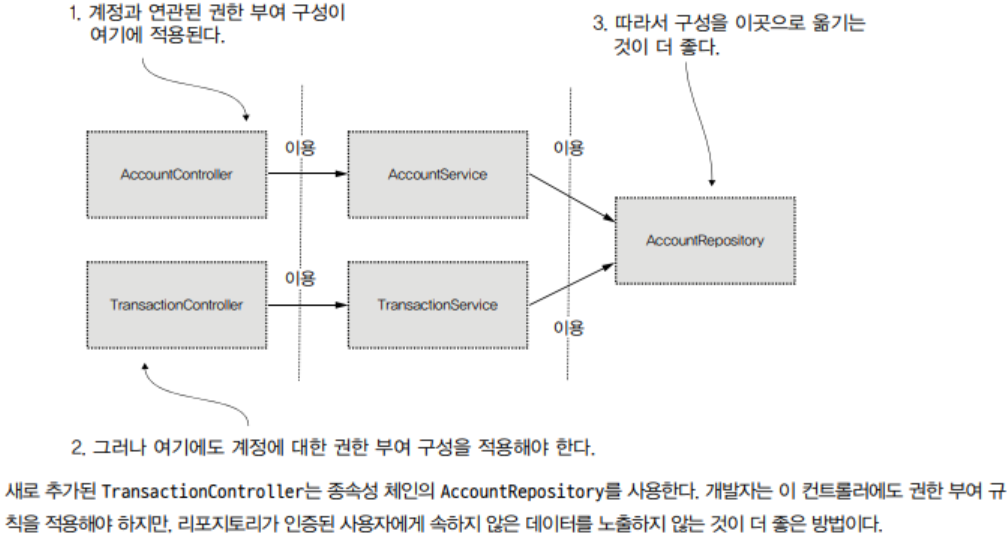 1. 계정과 연관된 권한 부여 구성이
여기에 적용된다.
3. 따라서 구성을 이곳으로 옮기는
것이 더 좋다.
이용
이용
AccountController
AccountService
AccountRepository
이용
TransactionController
TransactionService
이용
2. 그러나 여기에도 계정에 대한 권한 부여 구성을 적용해야 한다.
새로 추가된 TransactionController는 종속성 체인의 AccountRepository를 사용한다. 개발자는 이 컨트롤러에도 권한 부여 규
칙을 적용해야 하지만, 리포지토리가 인증된 사용자에게 속하지 않은 데이터를 노출하지 않는 것이 더 좋은 방법이다.